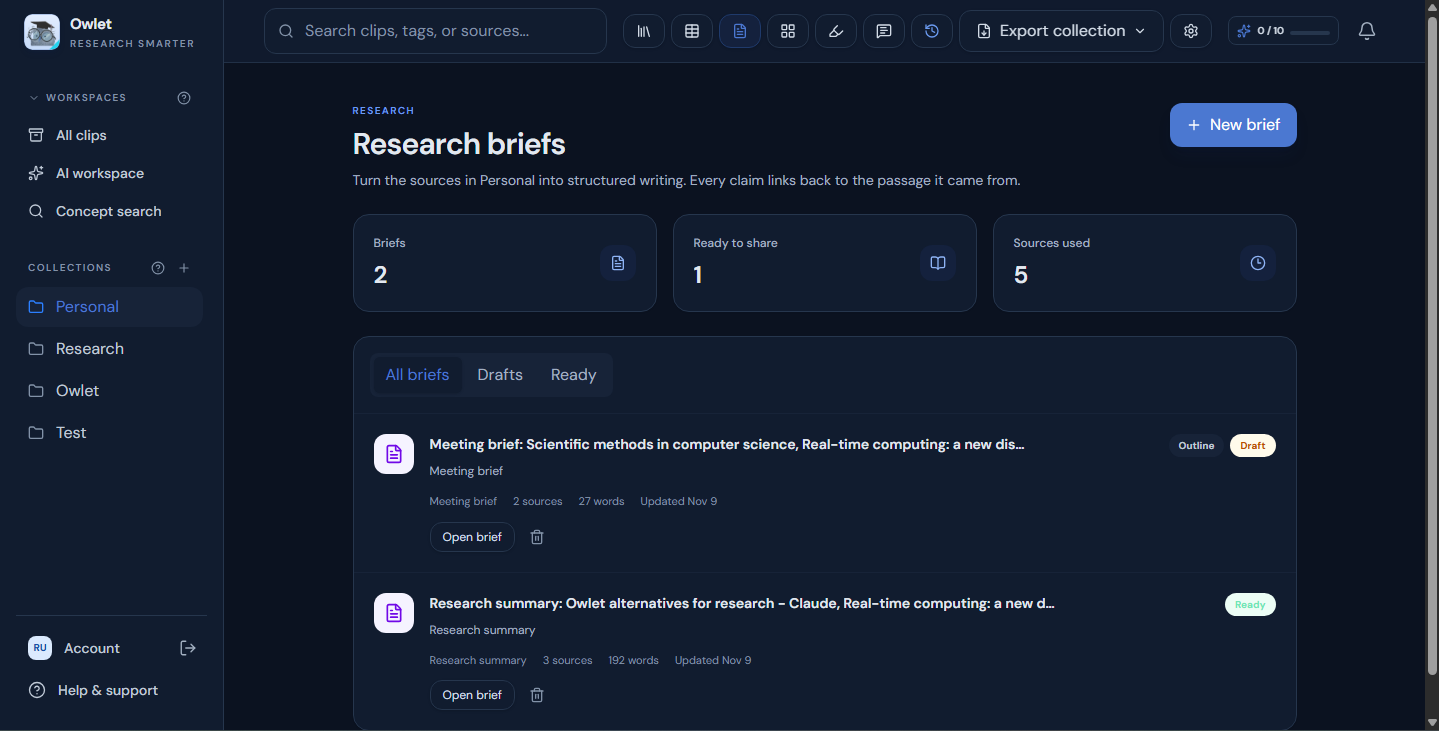 Owlet
RESEARCH SMARTER
WORKSPACES
All clips
AI workspace
Concept search
COLLECTIONS
Personal
Research
Owlet
Test
RU
Account
Help & support
Search clips, tags, or sources...
Export collection
0 / 10
RESEARCH
Research briefs
Turn the sources in Personal into structured writing. Every claim links back to the passage it came from.
New brief
Briefs
2
Ready to share
1
Sources used
5
All briefs Drafts Ready
Meeting brief: Scientific methods in computer science, Real-time computing: a new dis...
Outline Draft
Meeting brief
Meeting brief 2 sources 27 words Updated Nov 9
Open brief
Research summary: Owlet alternatives for research - Claude, Real-time computing: a new d...
Ready
Research summary
Research summary 3 sources 192 words Updated Nov 9
Open brief